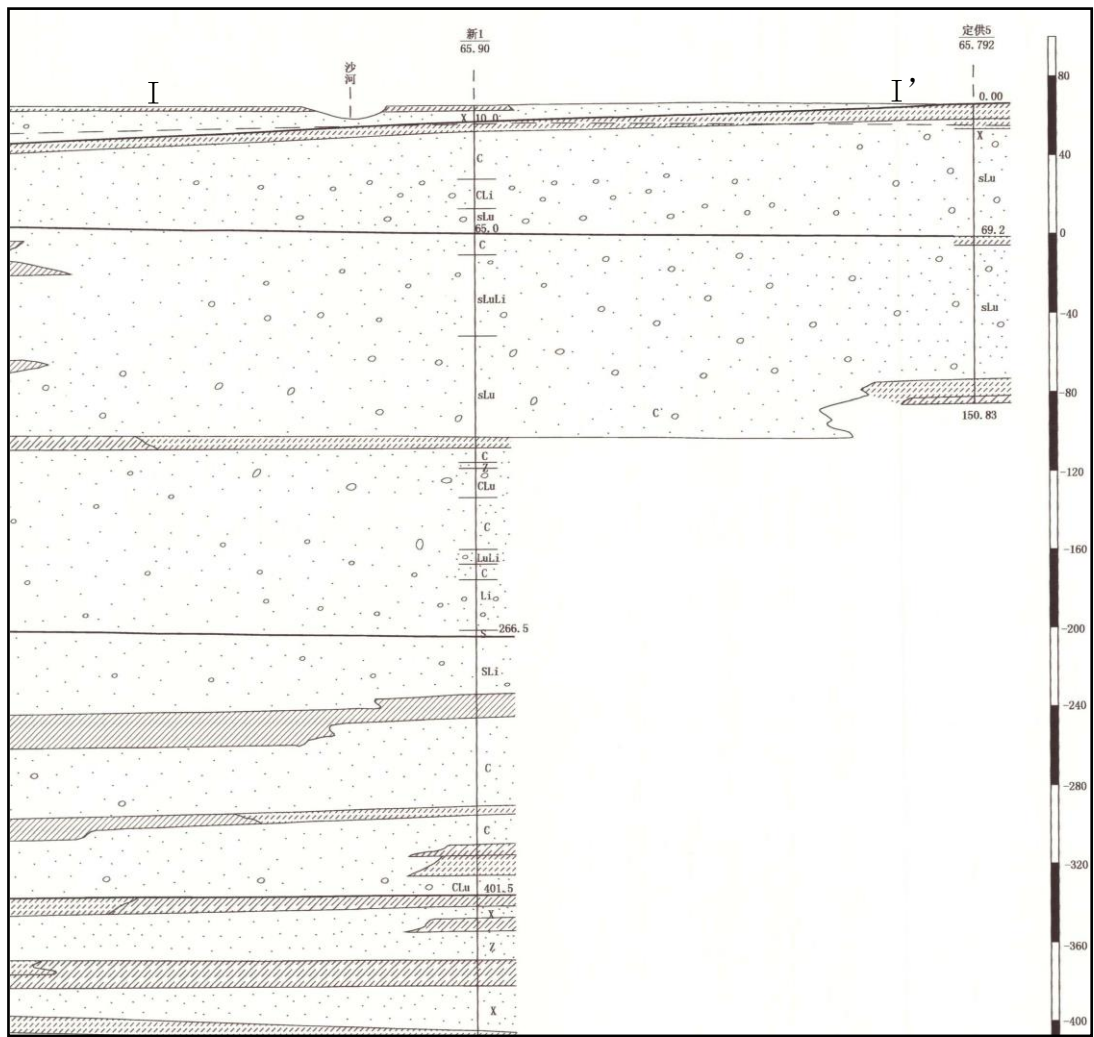 新1
65.90
定供5
65.792
沙河
I
I’
0.00
X 10.0
X
C
sLu
CLi
sLu
65.0
69.2
C
sLuLi
sLu
sLu
C
150.83
C
Z
CLu
C
LuLi
C
Li
266.5
S
SLi
C
C
CLu 401.5
X
Z
X
80
40
0
-40
-80
-120
-160
-200
-240
-280
-320
-360
-400